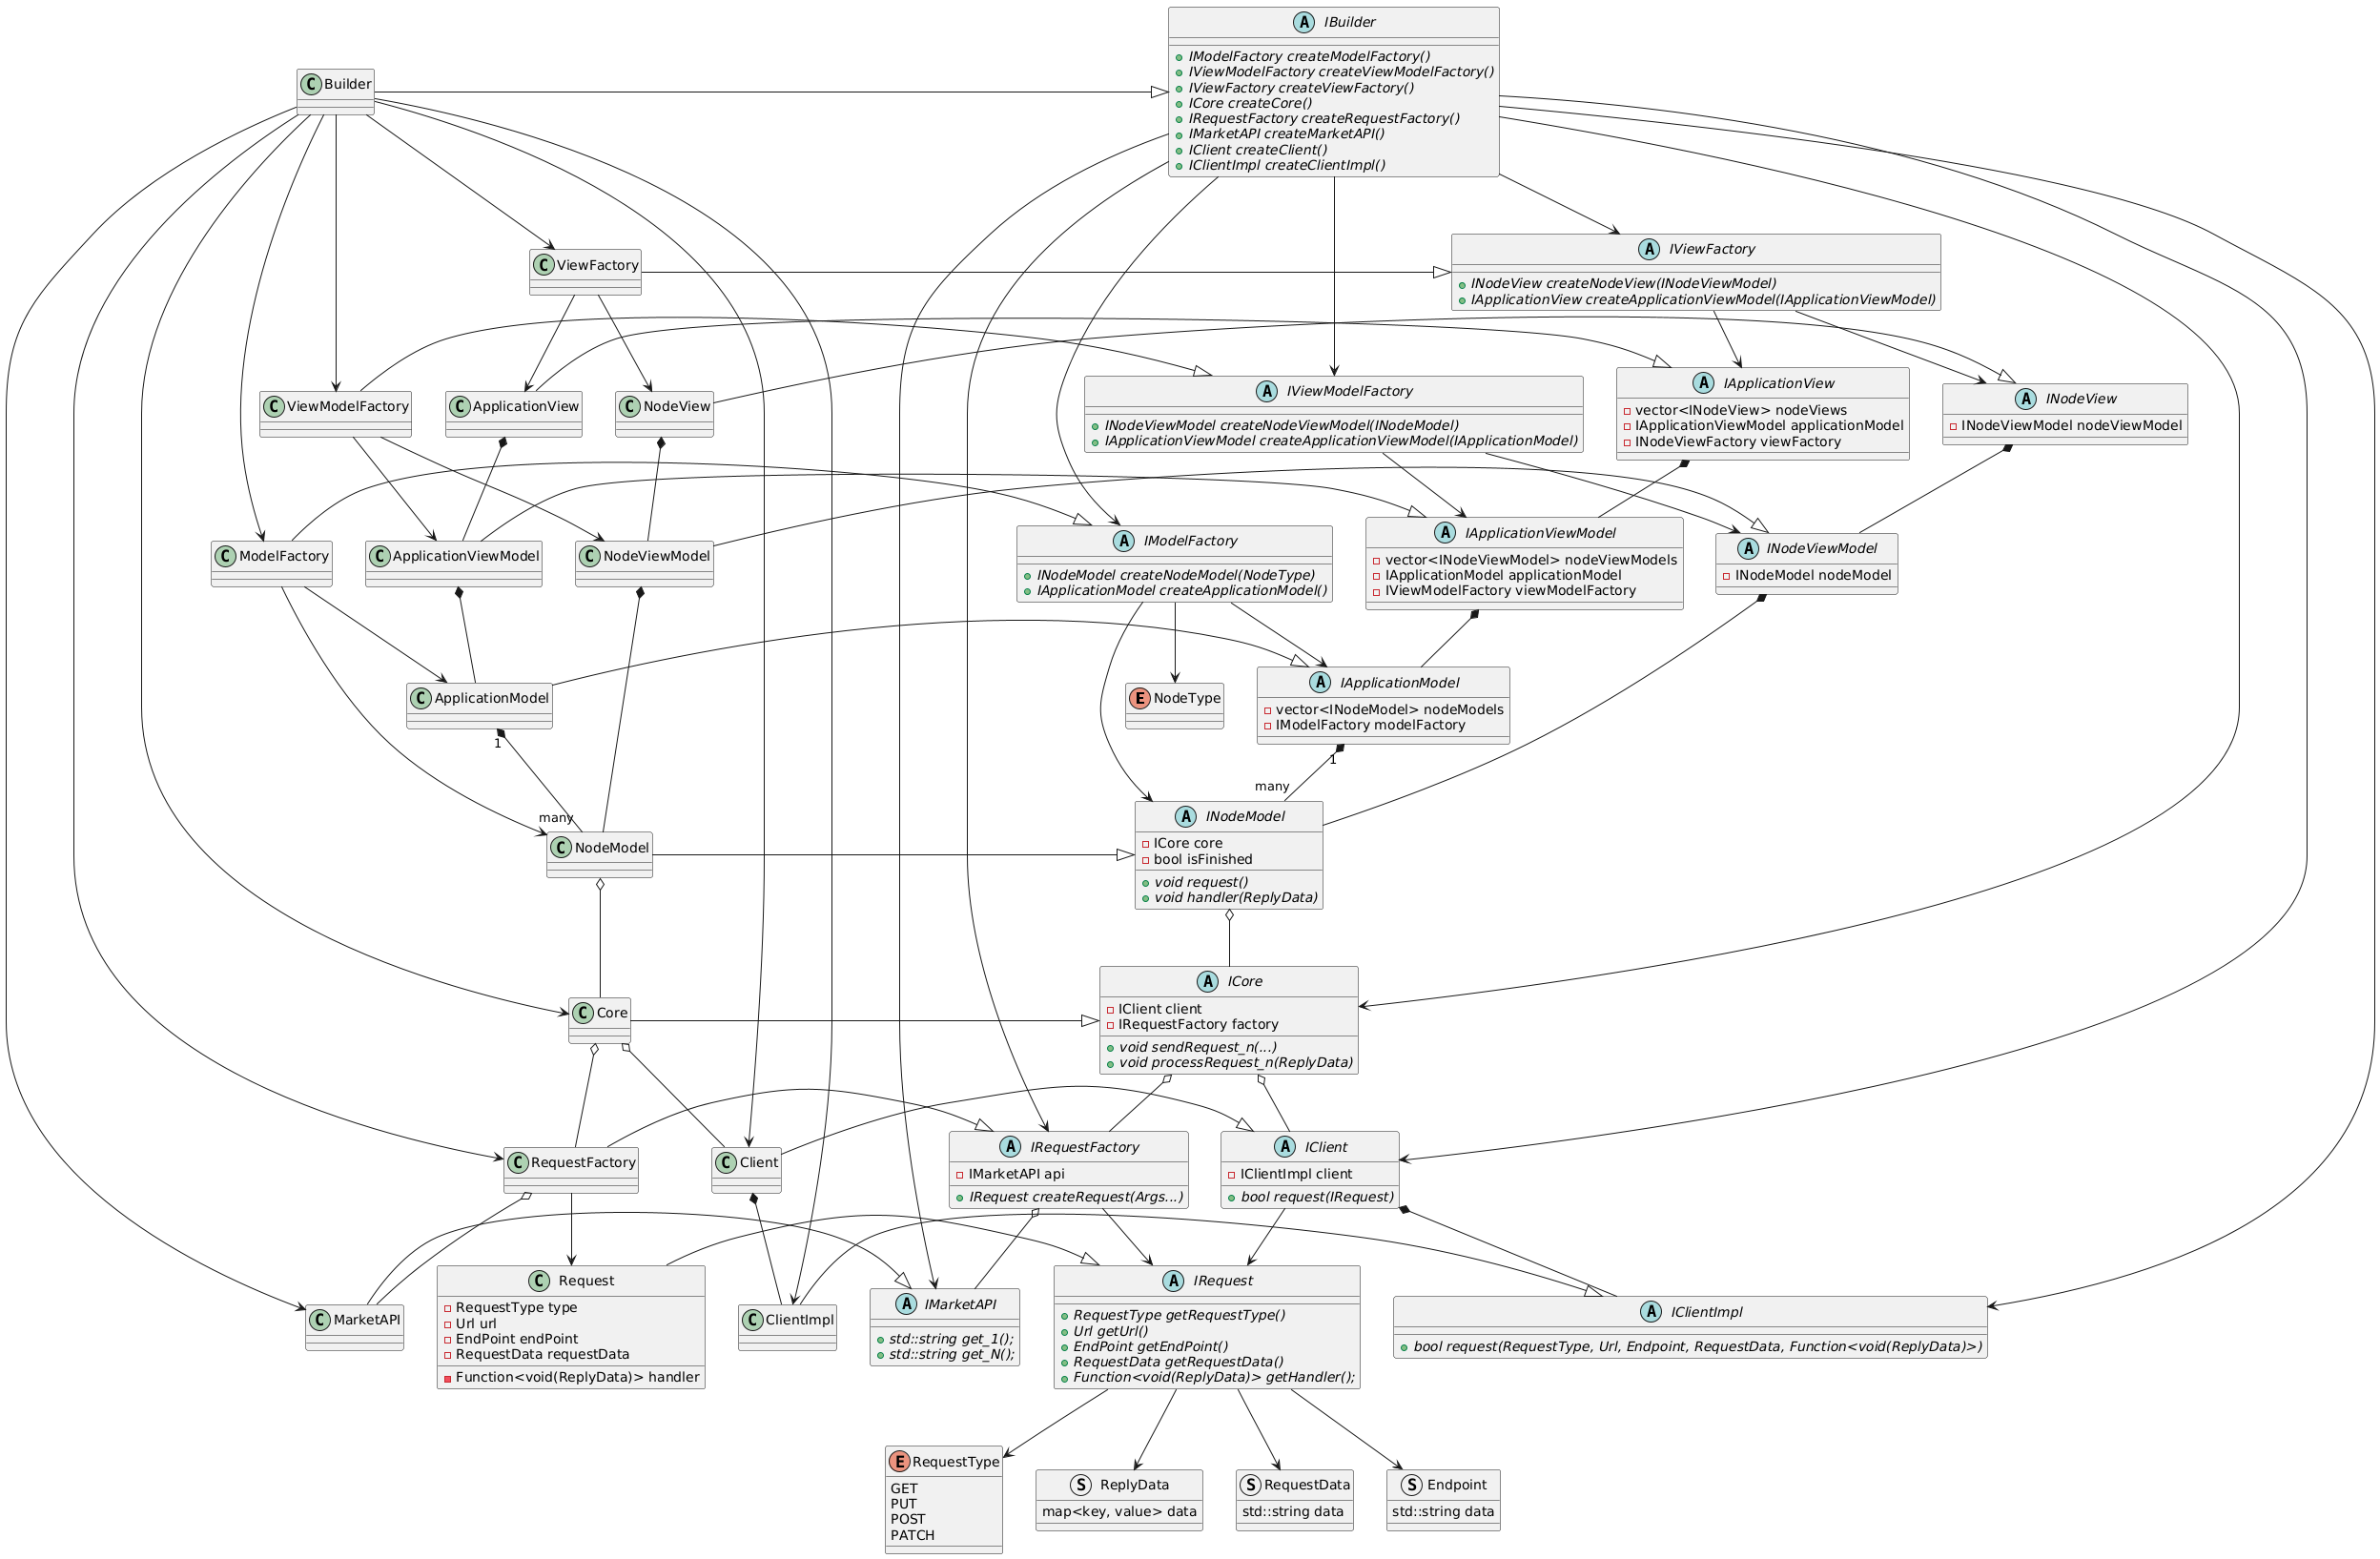 A IBuilder
IModelFactory createModelFactory()
IViewModelFactory createViewModelFactory()
IViewFactory createViewFactory()
ICore createCore()
IRequestFactory createRequestFactory()
IMarketAPI createMarketAPI()
IClient createClient()
IClientImpl createClientImpl()
C Builder
C ViewFactory
A IViewFactory
INodeView createNodeView(INodeViewModel)
IApplicationView createApplicationViewModel(IApplicationViewModel)
C ViewModelFactory
C ApplicationView
C NodeView
A IViewModelFactory
INodeViewModel createNodeViewModel(INodeModel)
IApplicationViewModel createApplicationViewModel(IApplicationModel)
A IApplicationView
vector<INodeView> nodeViews
IApplicationViewModel applicationModel
INodeViewFactory viewFactory
A INodeView
INodeViewModel nodeViewModel
C ModelFactory
C ApplicationViewModel
C NodeViewModel
A IModelFactory
INodeModel createNodeModel(NodeType)
IApplicationModel createApplicationModel()
A IApplicationViewModel
vector<INodeViewModel> nodeViewModels
IApplicationModel applicationModel
IViewModelFactory viewModelFactory
A INodeViewModel
INodeModel nodeModel
C ApplicationModel
E NodeType
A IApplicationModel
vector<INodeModel> nodeModels
IModelFactory modelFactory
1
1
many
many
C NodeModel
A INodeModel
ICore core
bool isFinished
void request()
void handler(ReplyData)
C Core
A ICore
IClient client
IRequestFactory factory
void sendRequest_n(...)
void processRequest_n(ReplyData)
C RequestFactory
C Client
A IRequestFactory
IMarketAPI api
IRequest createRequest(Args...)
A IClient
IClientImpl client
bool request(IRequest)
C MarketAPI
C Request
RequestType type
Url url
EndPoint endPoint
RequestData requestData
Function<void(ReplyData)> handler
C ClientImpl
A IMarketAPI
std::string get_1();
std::string get_N();
A IRequest
RequestType getRequestType()
Url getUrl()
EndPoint getEndPoint()
RequestData getRequestData()
Function<void(ReplyData)> getHandler();
A IClientImpl
bool request(RequestType, Url, Endpoint, RequestData, Function<void(ReplyData)>)
E RequestType
GET
PUT
POST
PATCH
S ReplyData
map<key, value> data
S RequestData
std::string data
S Endpoint
std::string data